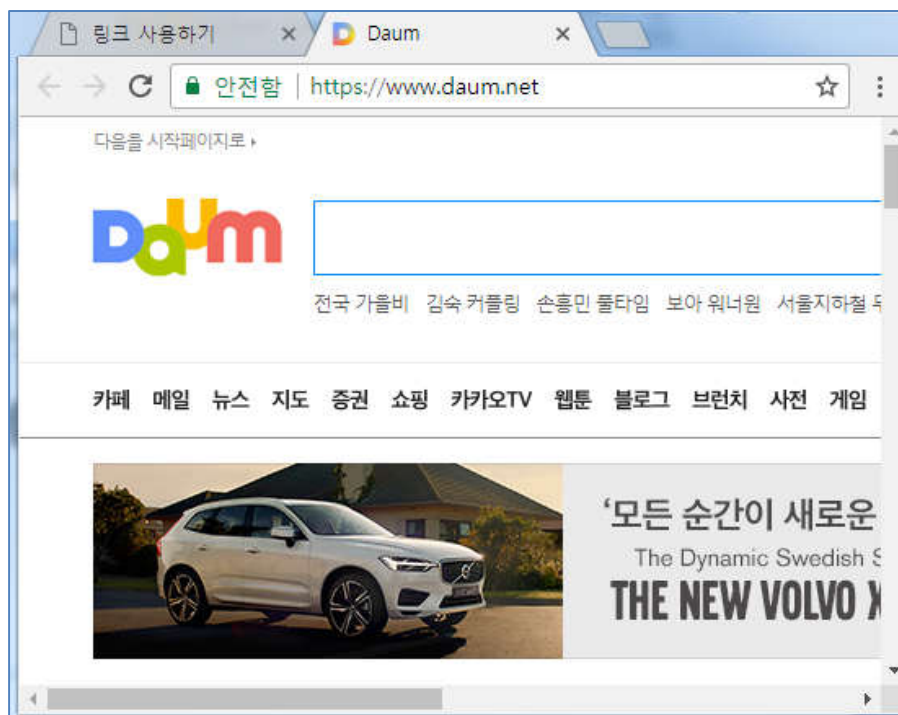 링크 사용하기
Daum
안전함 https://www.daum.net
다음을 시작페이지로
Daum
전국 가을비 김숙 커플링 손흥민 풀타임 보아 워너원 서울지하철
카페 메일 뉴스 지도 증권 쇼핑 카카오TV 웹툰 블로그 브런치 사전 게임
‘모든 순간이 새로운
The Dynamic Swedish
THE NEW VOLVO